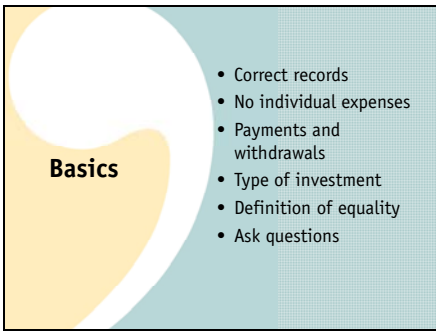 Basics
• Correct records
• No individual expenses
• Payments and
withdrawals
• Type of investment
• Definition of equality
• Ask questions